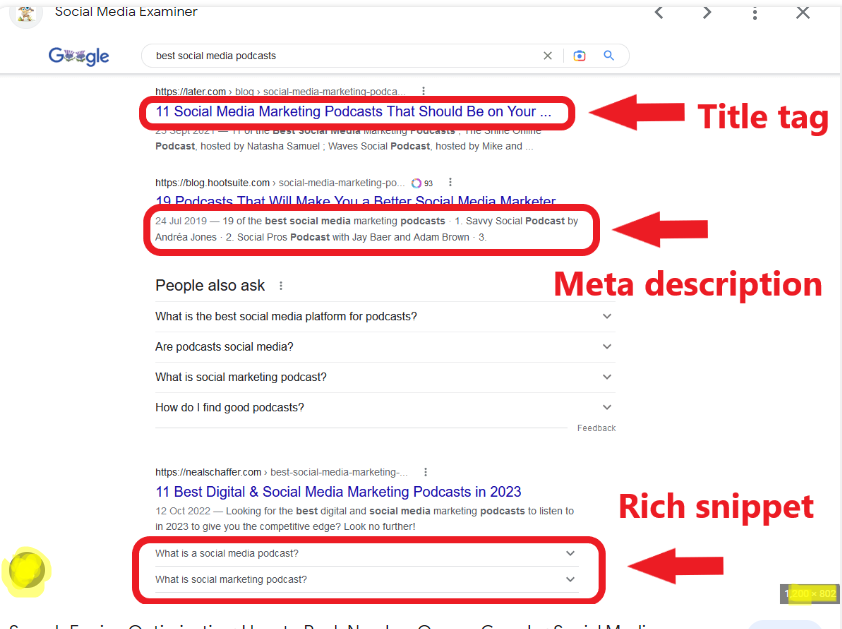 Social Media Examiner
Google
best social media podcasts
https://later.com › blog › social-media-marketing-podca...
11 Social Media Marketing Podcasts That Should Be on Your ...
Title tag
23 Sept 2021 — 11 of the Best Social Media Marketing Podcasts ; The Shine Online
Podcast, hosted by Natasha Samuel ; Waves Social Podcast, hosted by Mike and ...
https://blog.hootsuite.com › social-media-marketing-po... 93
19 Podcasts That Will Make You a Better Social Media Marketer
24 Jul 2019 — 19 of the best social media marketing podcasts · 1. Savvy Social Podcast by
Andréa Jones · 2. Social Pros Podcast with Jay Baer and Adam Brown · 3.
Meta description
People also ask
What is the best social media platform for podcasts?
Are podcasts social media?
What is social marketing podcast?
How do I find good podcasts?
Feedback
https://nealschaffer.com › best-social-media-marketing-...
11 Best Digital & Social Media Marketing Podcasts in 2023
12 Oct 2022 — Looking for the best digital and social media marketing podcasts to listen to
in 2023 to give you the competitive edge? Look no further!
Rich snippet
What is a social media podcast?
What is social marketing podcast?
1200 × 802